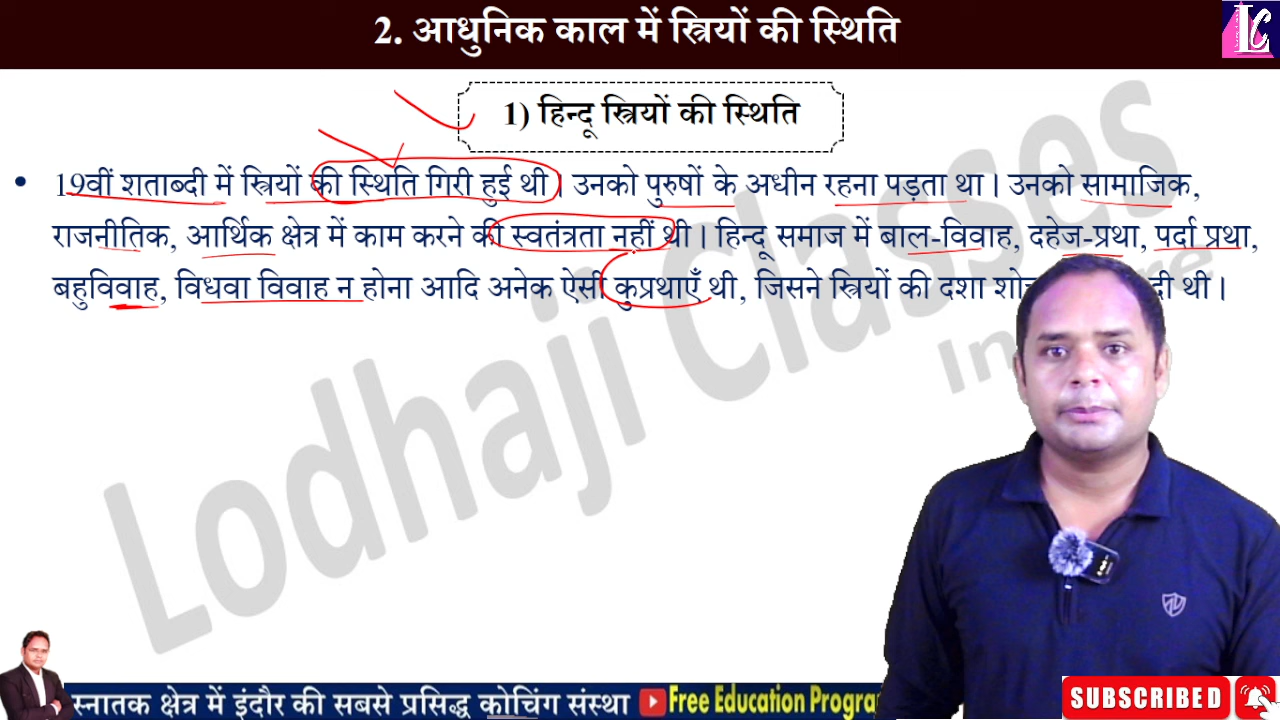 2. आधुनिक काल में स्त्रियों की स्थिति
LC
1) हिन्दू स्त्रियों की स्थिति
• 19वीं शताब्दी में स्त्रियों की स्थिति गिरी हुई थी। उनको पुरुषों के अधीन रहना पड़ता था। उनको सामाजिक,
राजनीतिक, आर्थिक क्षेत्र में काम करने की स्वतंत्रता नहीं थी। हिन्दू समाज में बाल-विवाह, दहेज-प्रथा, पर्दा प्रथा,
बहुविवाह, विधवा विवाह न होना आदि अनेक ऐसी कुप्रथाएँ थी, जिसने स्त्रियों की दशा दी थी।
Lodhaji Classes
स्नातक क्षेत्र में इंदौर की सबसे प्रसिद्ध कोचिंग संस्था Free Education
SUBSCRIBED